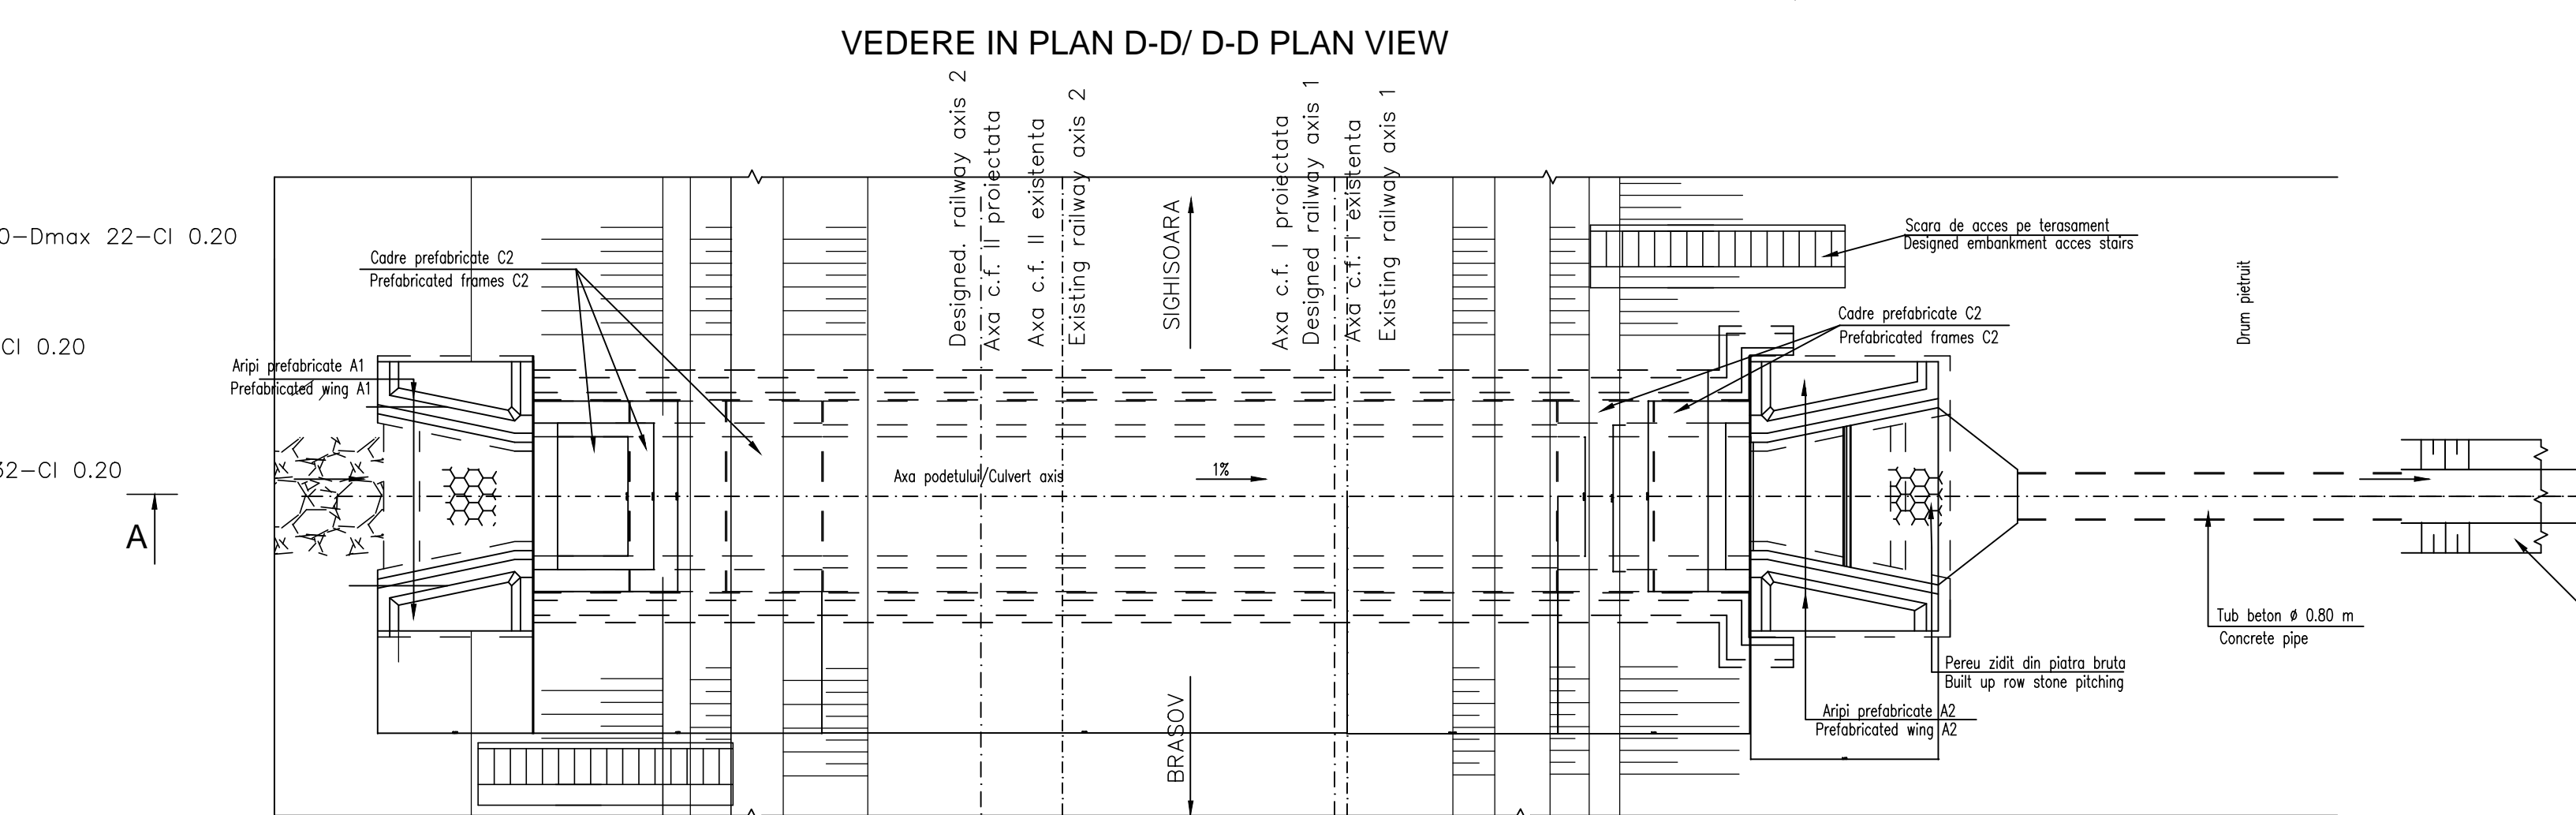 VEDERE IN PLAN D-D/ D-D PLAN VIEW
Designed. railway axis 2
Axa c.f. II proiectata
Axa c.f. II existenta
Existing railway axis 2
SIGHISOARA
Axa c.f. I proiectata
Designed railway axis 1
Axa c.f. I existenta
Existing railway axis 1
0-Dmax 22-Cl 0.20
Cl 0.20
32-Cl 0.20
Cadre prefabricate C2
Prefabricated frames C2
Aripi prefabricate A1
Prefabricated wing A1
A
Axa podetului/Culvert axis
1%
BRASOV
Scara de acces pe terasament
Designed embankment acces stairs
Drum pietruit
Cadre prefabricate C2
Prefabricated frames C2
Tub beton ø 0.80 m
Concrete pipe
Pereu zidit din piatra bruta
Built up row stone pitching
Aripi prefabricate A2
Prefabricated wing A2